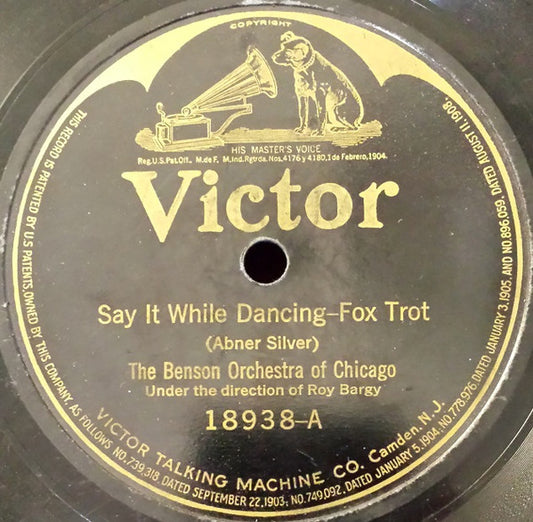 COPYRIGHT
HIS MASTER'S VOICE
Reg.U.S.Pat.Off. M.de F. M.Ind.Rgtrda.Nos.4176 y 4180,1 de Febrero,1904.
Victor
Say It While Dancing-Fox Trot
(Abner Silver)
The Benson Orchestra of Chicago
Under the direction of Roy Bargy
18938-A
VICTOR TALKING MACHINE CO. Camden, N.J.
THIS RECORD IS PATENTED BY U.S. PATENTS, OWNED BY THIS COMPANY, AS FOLLOWS NO.739,318, DATED SEPTEMBER 22,1903; NO.749,092, DATED JANUARY 5,1904, NO.778,976, DATED JANUARY 3,1905, AND NO.896,059, DATED AUGUST 11,1908.